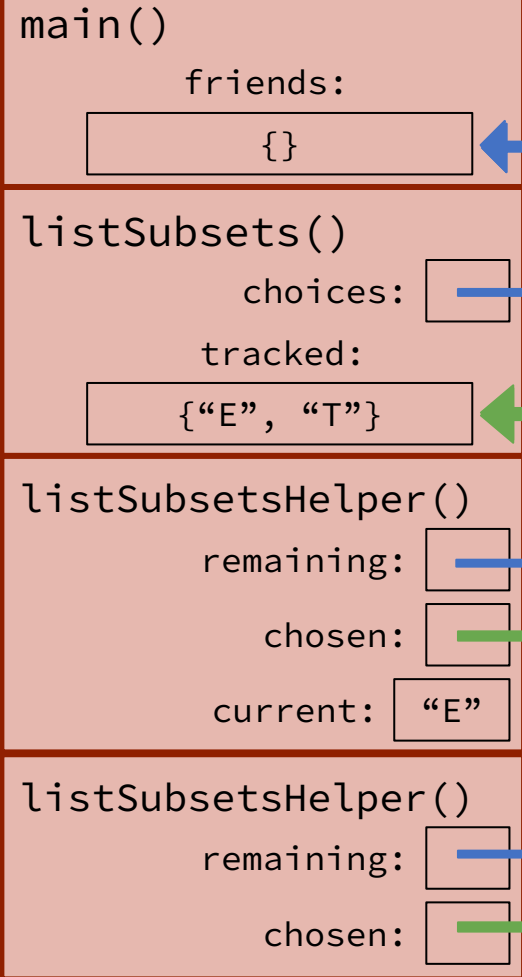 main()
friends:
{}
listSubsets()
choices:
tracked:
{“E”, “T”}
listSubsetsHelper()
remaining:
chosen:
current: “E”
listSubsetsHelper()
remaining:
chosen: